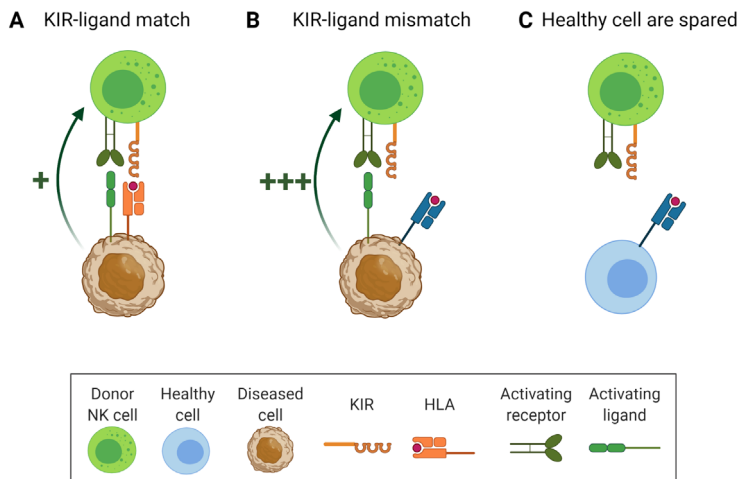 A KIR-ligand match
B KIR-ligand mismatch
C Healthy cell are spared
+
+++
Donor
NK cell
Healthy
cell
Diseased
cell
KIR
HLA
Activating
receptor
Activating
ligand